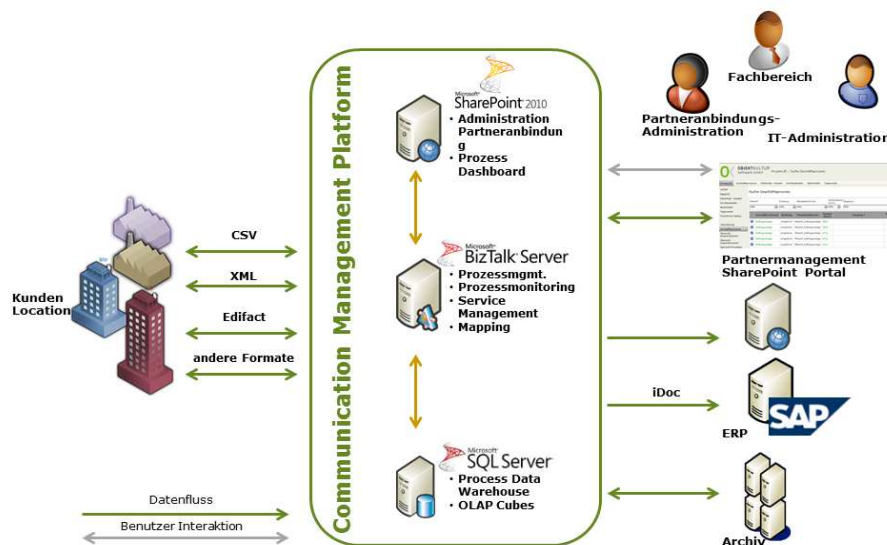 Communication Management Platform
Microsoft®
SharePoint® 2010
• Administration
Partneranbindun
g
• Prozess
Dashboard
Microsoft®
BizTalk® Server
• Prozessmgmt.
• Prozessmonitoring
• Service
Management
• Mapping
Microsoft®
SQL Server®
• Process Data
Warehouse
• OLAP Cubes
Kunden
Location
CSV
XML
Edifact
andere Formate
Datenfluss
Benutzer Interaktion
Fachbereich
Partneranbindungs-
Administration
IT-Administration
Partnermanagement
SharePoint Portal
iDoc
SAP
ERP
Archiv